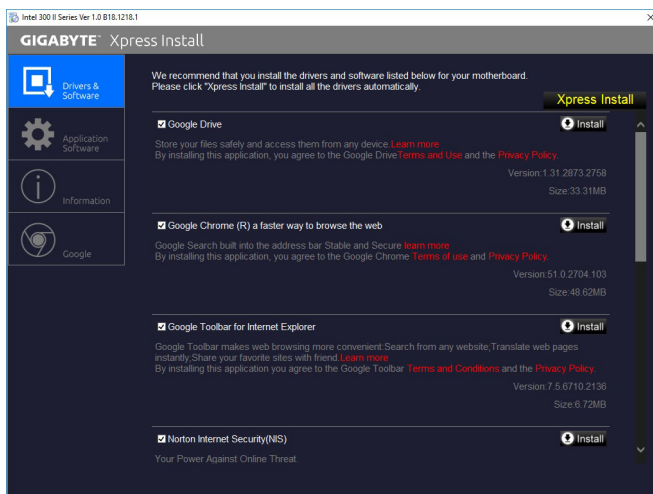 Intel 300 II Series Ver 1.0 B18.1218.1
GIGABYTE™ Xpress Install
Drivers &
Software
Application
Software
Information
Google
We recommend that you install the drivers and software listed below for your motherboard.
Please click "Xpress Install" to install all the drivers automatically.
Xpress Install
Google Drive
Install
Store your files safely and access them from any device.Learn more
By installing this application, you agree to the Google DriveTerms and Use and the Privacy Policy.
Version:1.31.2873.2758
Size:33.31MB
Google Chrome (R) a faster way to browse the web
Install
Google Search built into the address bar Stable and Secure learn more
By installing this application, you agree to the Google Chrome Terms of use and Privacy Policy.
Version:51.0.2704.103
Size:48.62MB
Google Toolbar for Internet Explorer
Install
Google Toolbar makes web browsing more convenient:Search from any website;Translate web pages
instantly;Share your favorite sites with friend.Learn more
By installing this application you agree to the Google Toolbar Terms and Conditions and the Privacy Policy.
Version:7.5.6710.2136
Size:6.72MB
Norton Internet Security(NIS)
Install
Your Power Against Online Threat.